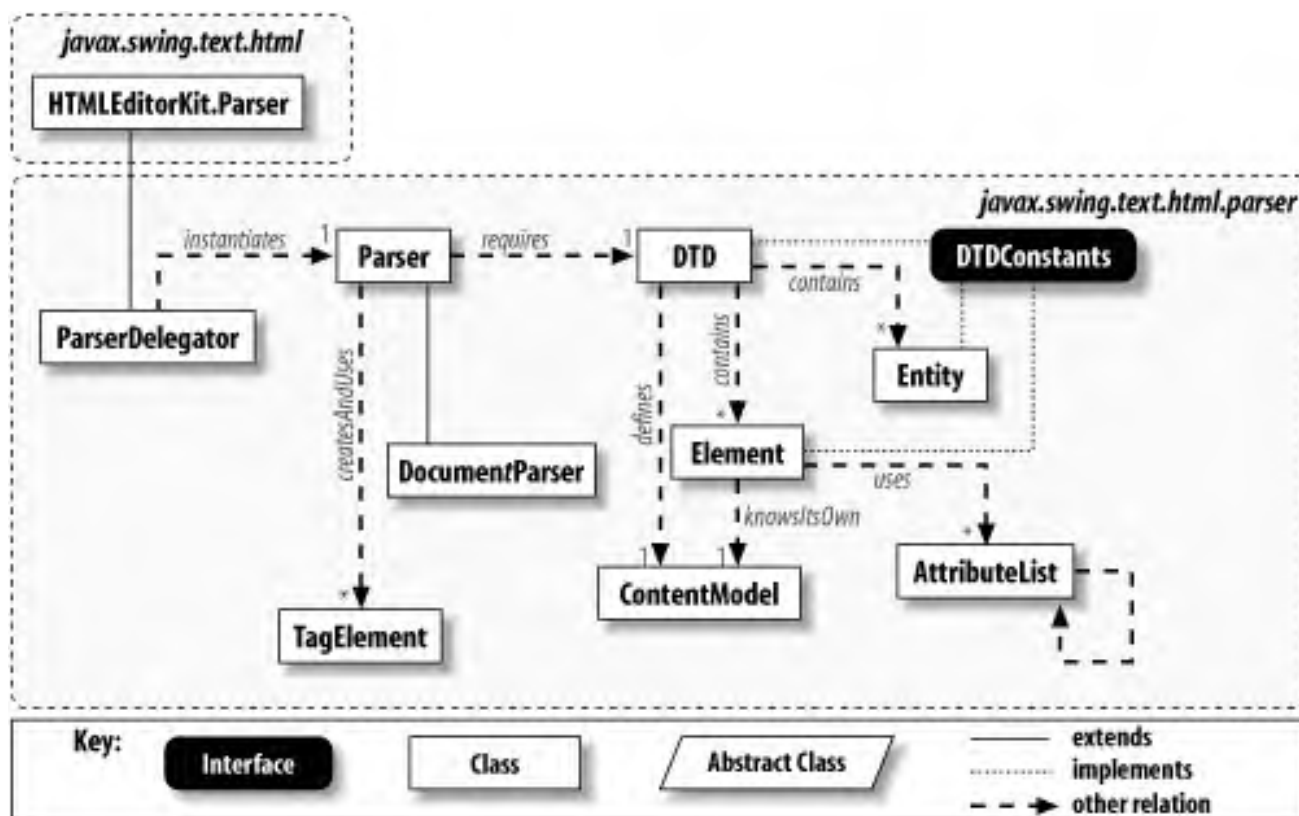 javax.swing.text.html
HTMLEditorKit.Parser
javax.swing.text.html.parser
instantiates
1
Parser
requires
1
DTD
DTDConstants
contains
ParserDelegator
createsAndUses
contains
*
Entity
defines
*
Element
DocumentParser
uses
knowsItsOwn
*
1
1
AttributeList
ContentModel
*
TagElement
Key:
Interface
Class
Abstract Class
extends
implements
other relation